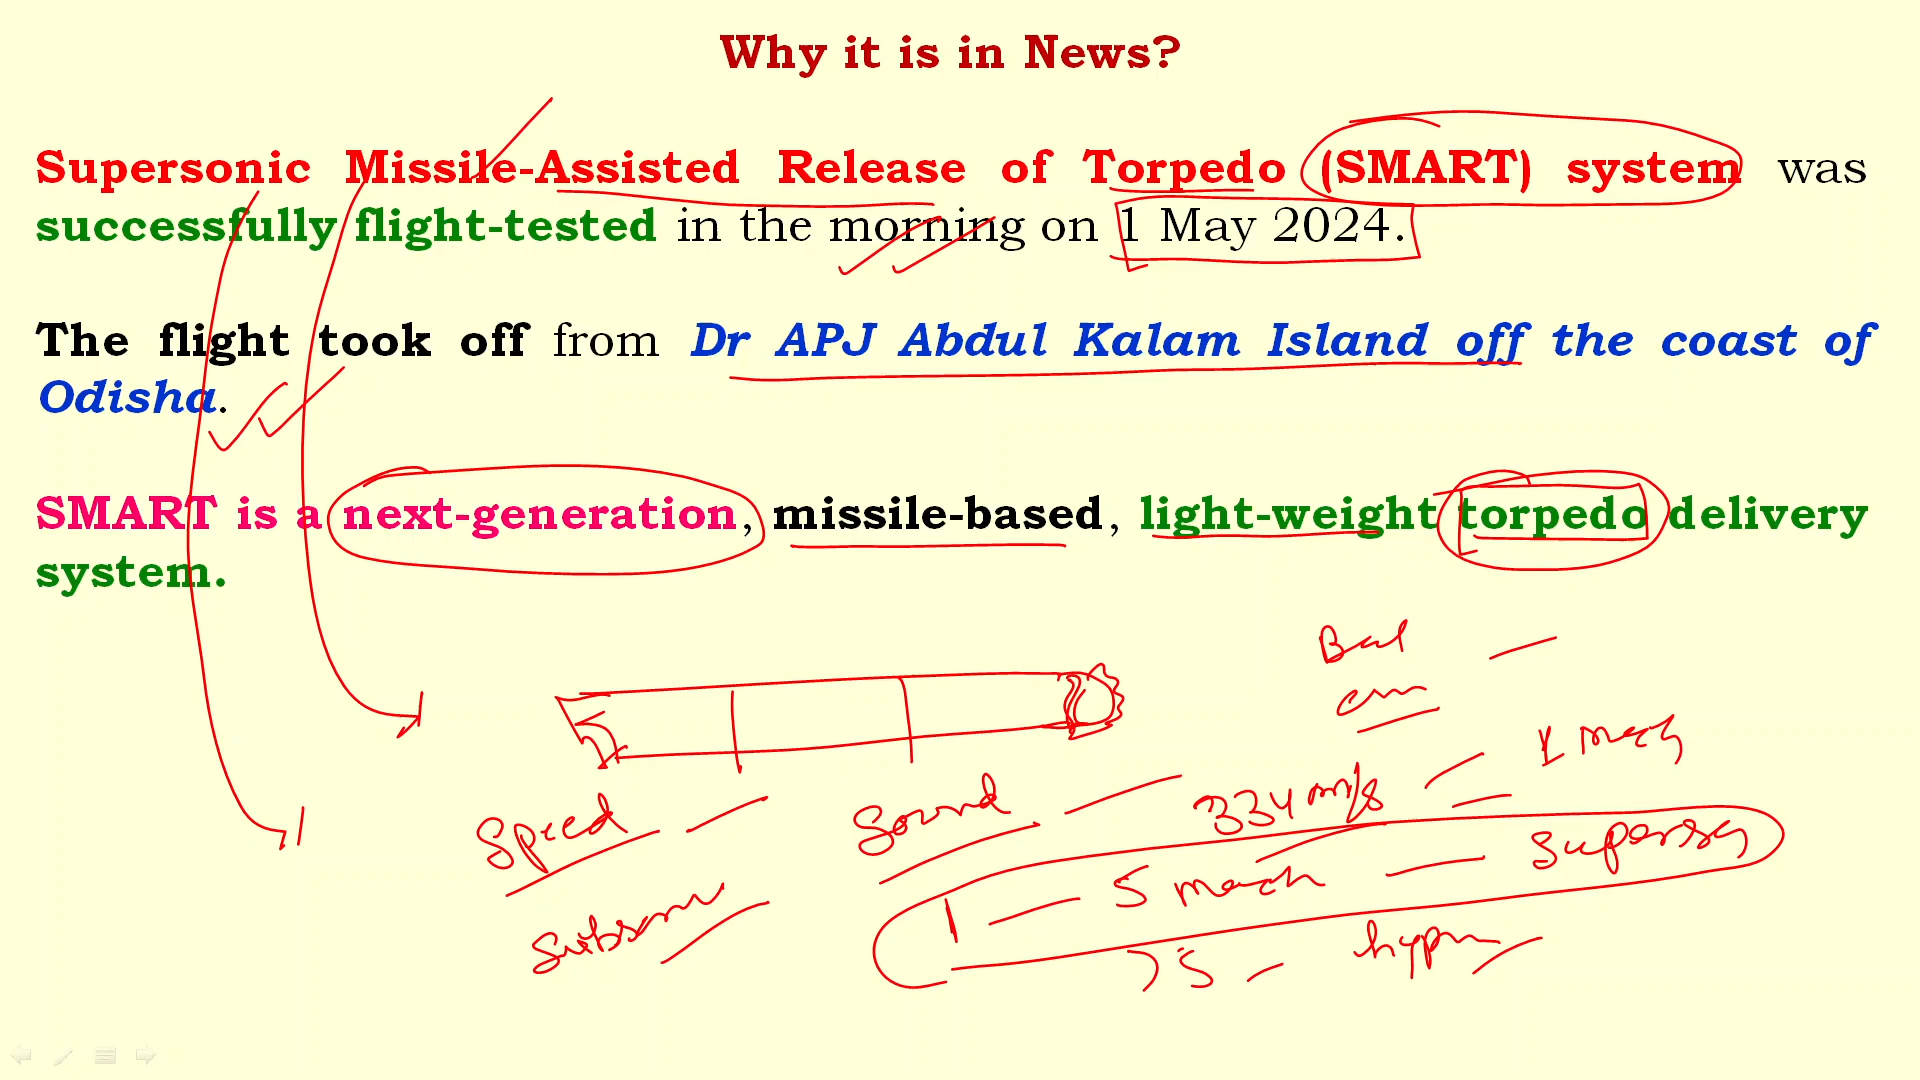 Why it is in News?
Supersonic Missile-Assisted Release of Torpedo (SMART) system was
successfully flight-tested in the morning on 1 May 2024.
The flight took off from Dr APJ Abdul Kalam Island off the coast of
Odisha.
SMART is a next-generation, missile-based, light-weight torpedo delivery
system.
Speed — Sound — 334 m/s — 1 mach
1 — 5 mach —
75 —